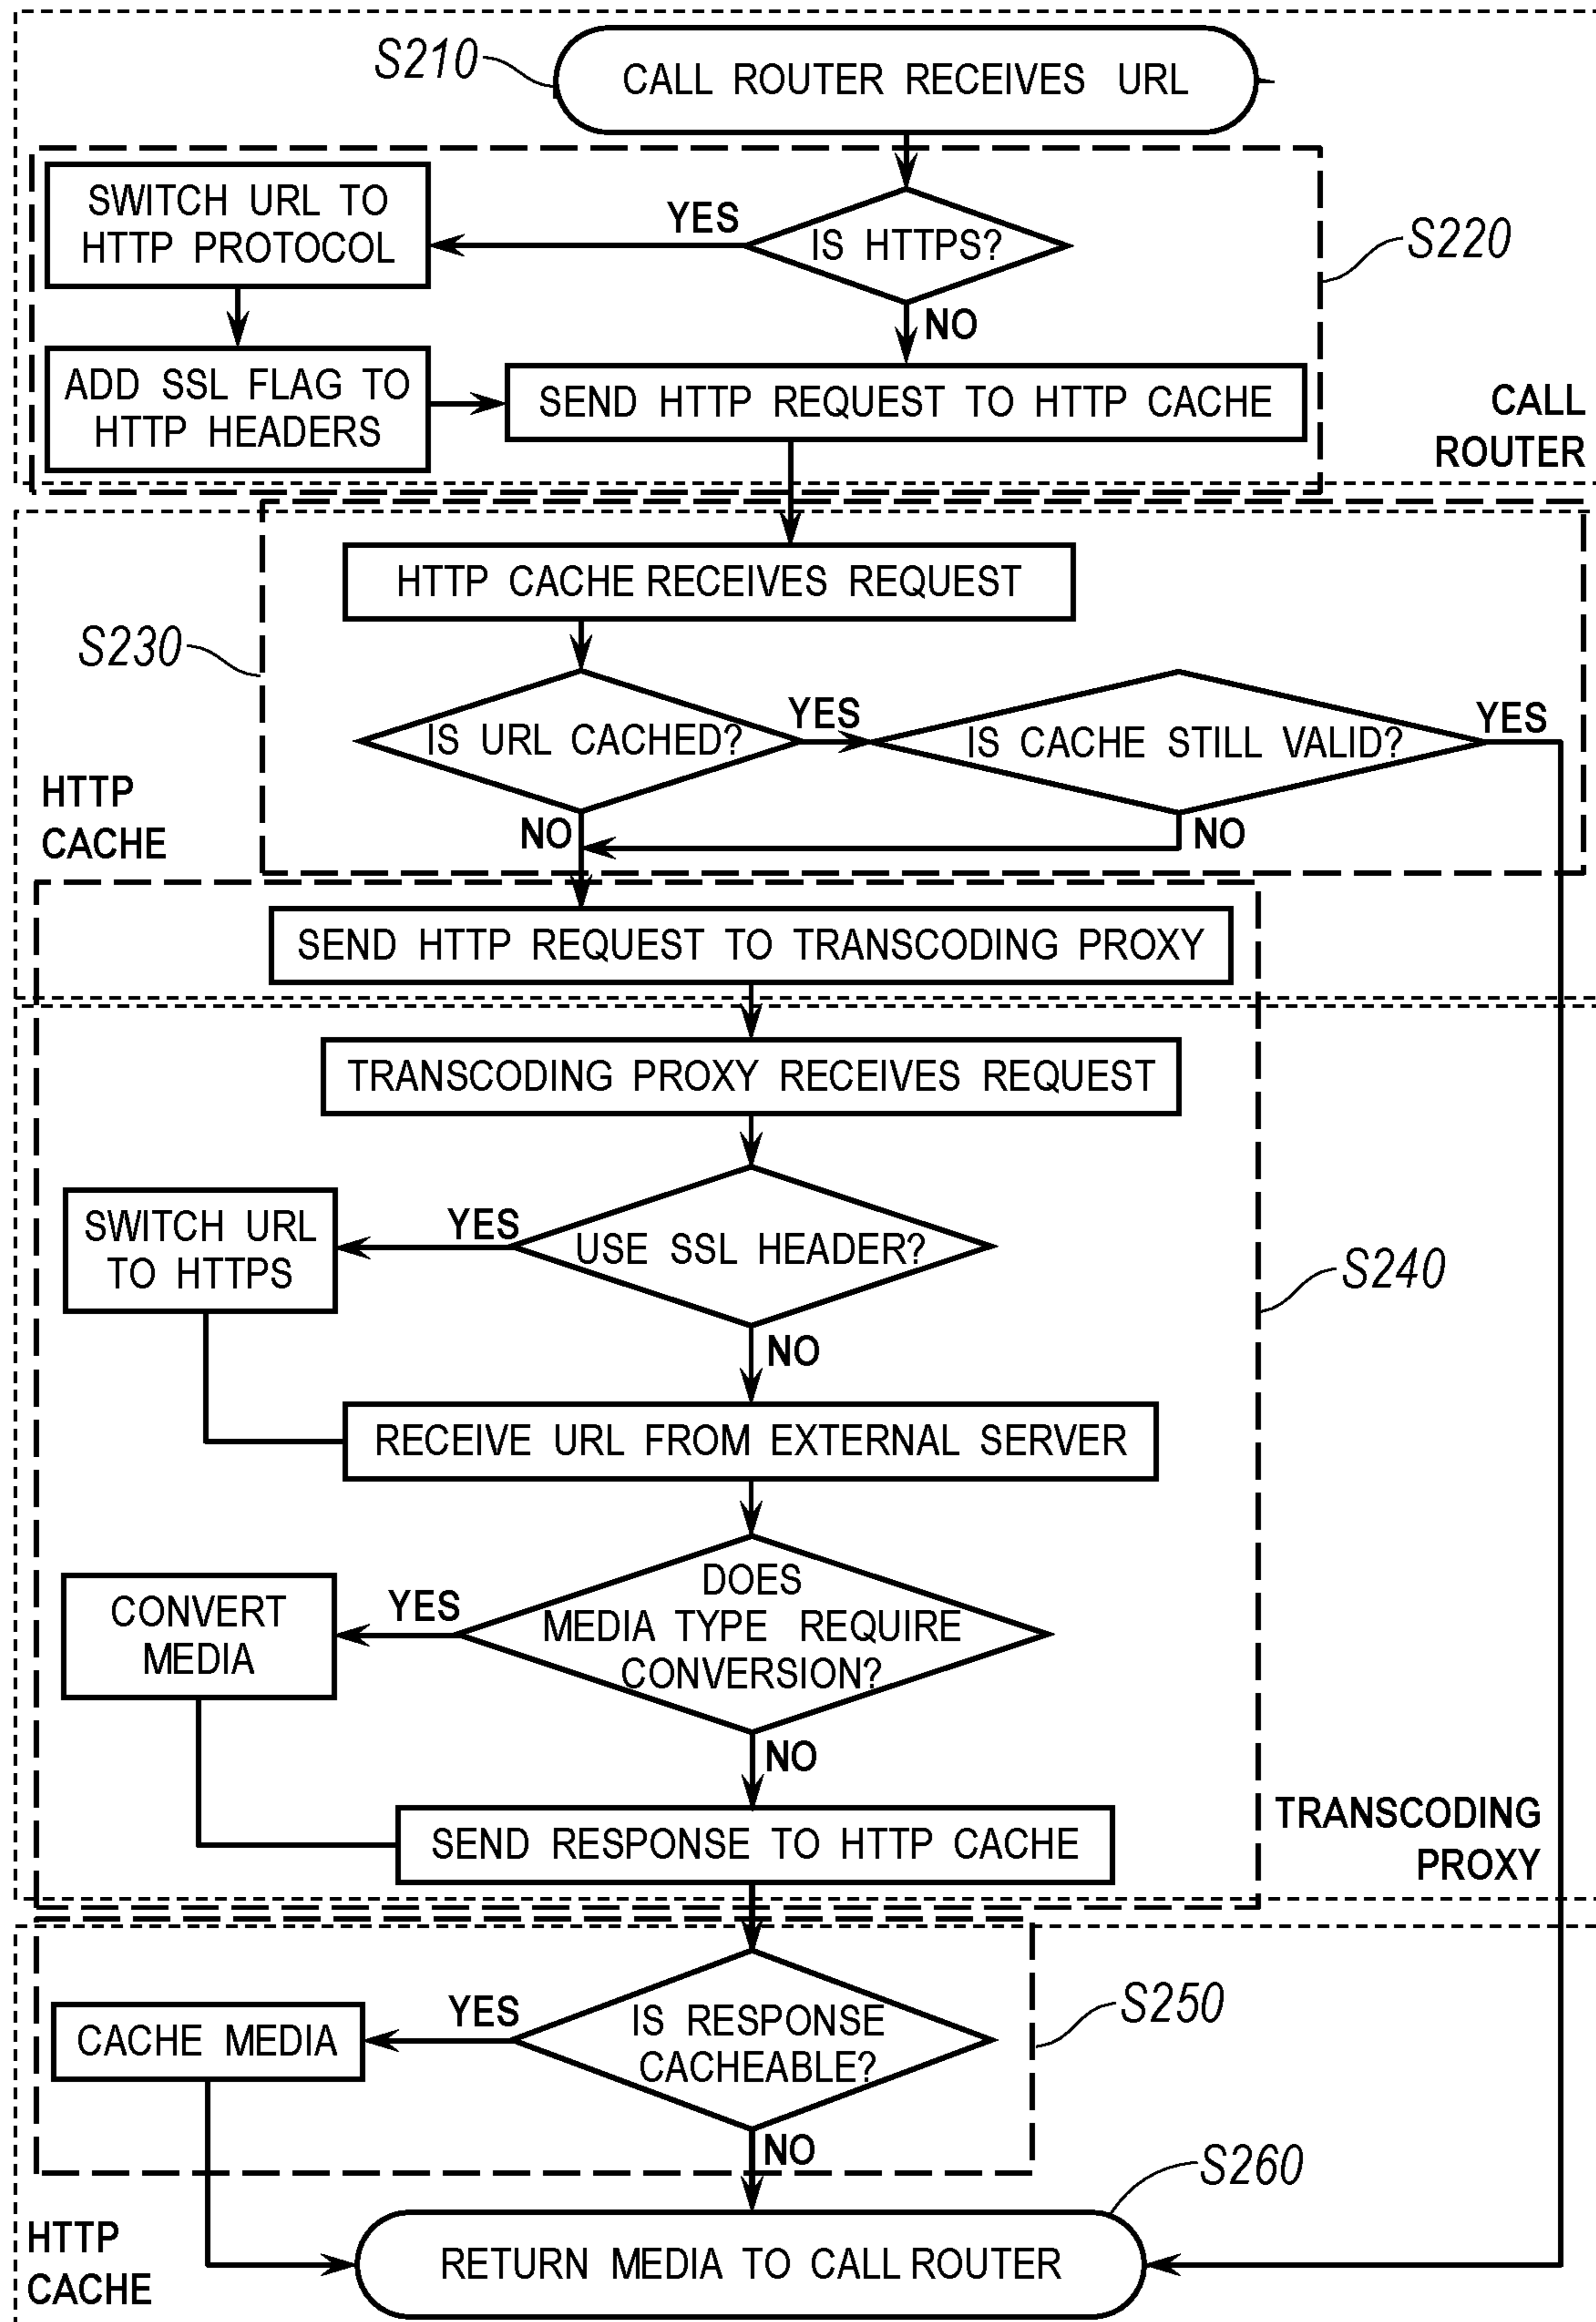 S210
CALL ROUTER RECEIVES URL
SWITCH URL TO
HTTP PROTOCOL
YES
IS HTTPS?
S220
NO
ADD SSL FLAG TO
HTTP HEADERS
SEND HTTP REQUEST TO HTTP CACHE
CALL
ROUTER
HTTP CACHE RECEIVES REQUEST
S230
IS URL CACHED?
YES
IS CACHE STILL VALID?
YES
HTTP
CACHE
NO
NO
SEND HTTP REQUEST TO TRANSCODING PROXY
TRANSCODING PROXY RECEIVES REQUEST
SWITCH URL
TO HTTPS
YES
USE SSL HEADER?
S240
NO
RECEIVE URL FROM EXTERNAL SERVER
CONVERT
MEDIA
YES
DOES
MEDIA TYPE REQUIRE
CONVERSION?
NO
SEND RESPONSE TO HTTP CACHE
TRANSCODING
PROXY
CACHE MEDIA
YES
IS RESPONSE
CACHEABLE?
S250
NO
S260
HTTP
CACHE
RETURN MEDIA TO CALL ROUTER